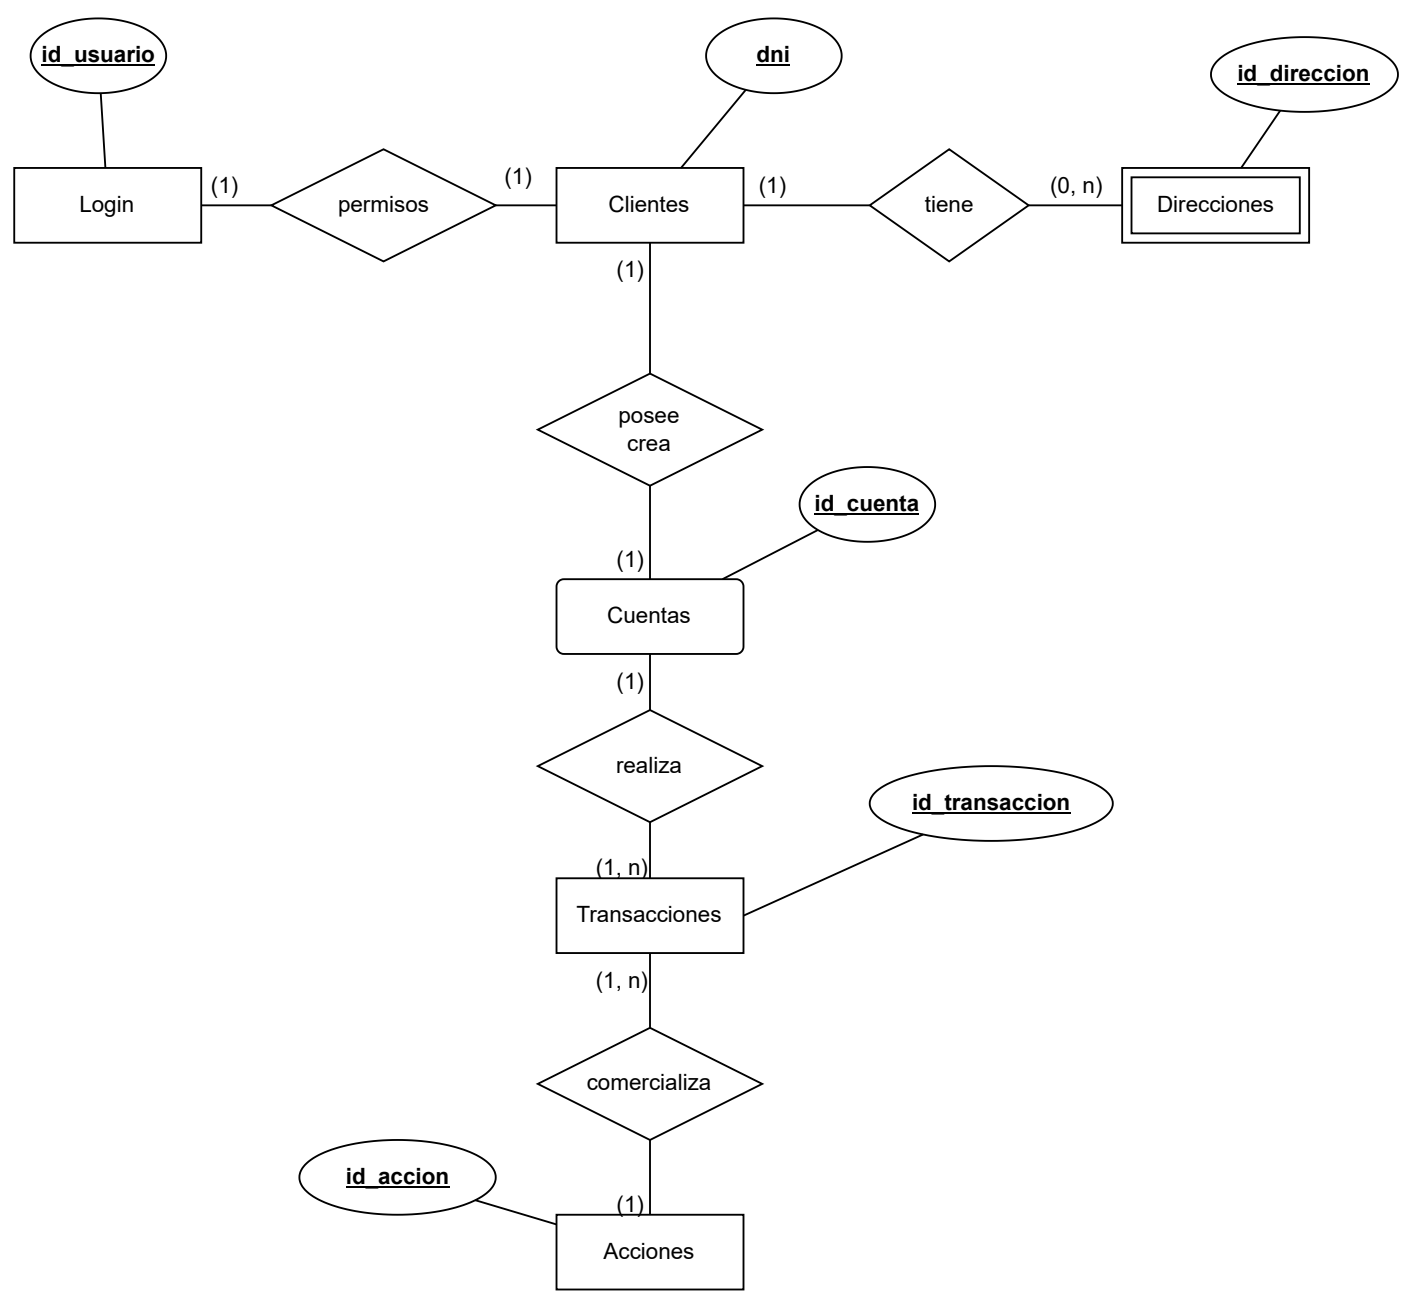 id_usuario
dni
id_direccion
Login
(1)
permisos
(1)
Clientes
(1)
tiene
(0, n)
Direcciones
(1)
posee
crea
id_cuenta
(1)
Cuentas
(1)
realiza
id_transaccion
(1, n)
Transacciones
(1, n)
comercializa
id_accion
(1)
Acciones